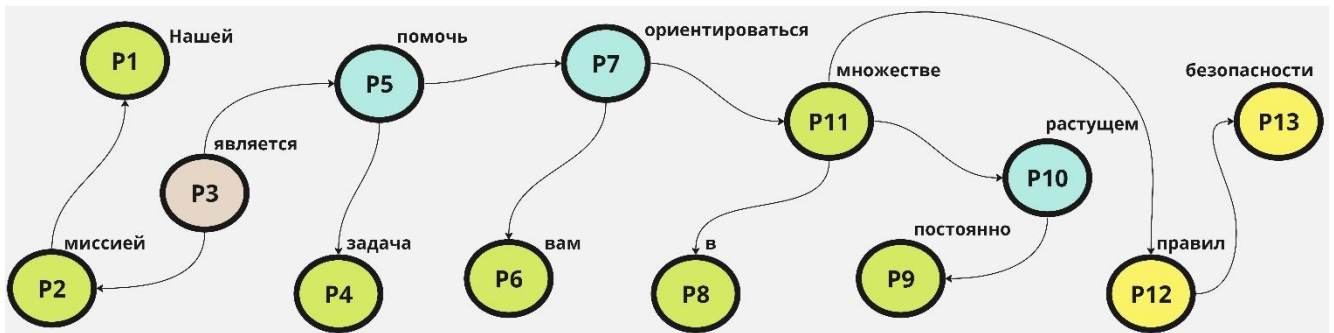 Нашей
P1
миссией
P2
является
P3
задача
P4
помочь
P5
вам
P6
ориентироваться
P7
в
P8
постоянно
P9
растущем
P10
множестве
P11
правил
P12
безопасности
P13